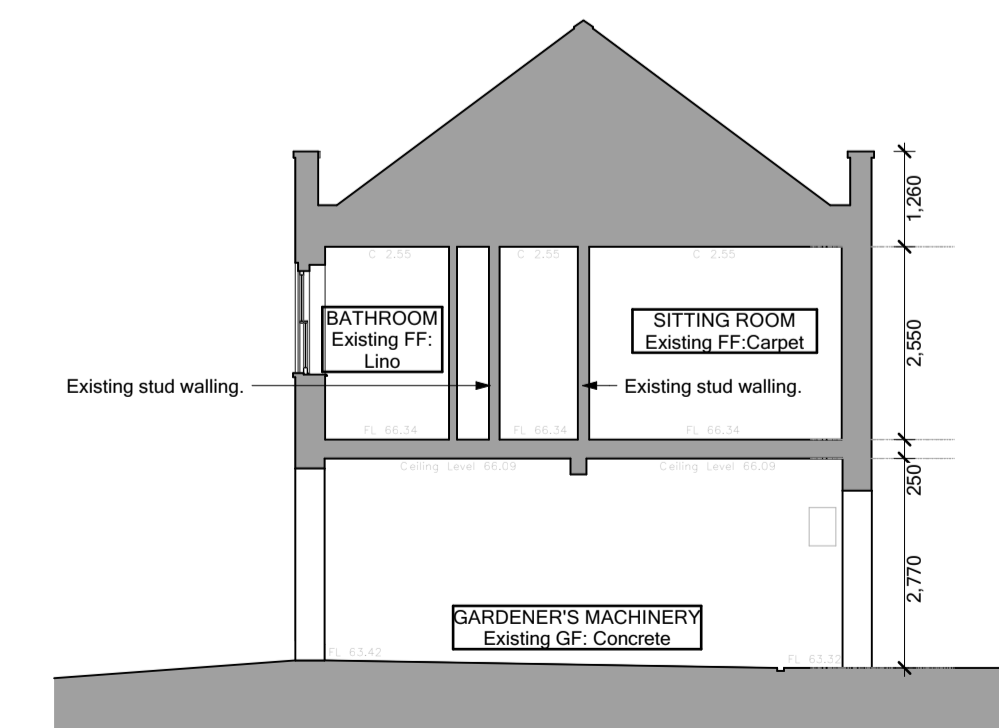 1,260
C 2.55
C 2.55
C 2.55
BATHROOM
Existing FF:
Lino
SITTING ROOM
Existing FF:Carpet
2,550
Existing stud walling.
Existing stud walling.
FL 66.34
FL 66.34
FL 66.34
Ceiling Level 66.09
Ceiling Level 66.09
250
2,770
GARDENER'S MACHINERY
Existing GF: Concrete
FL 63.42
FL 63.32